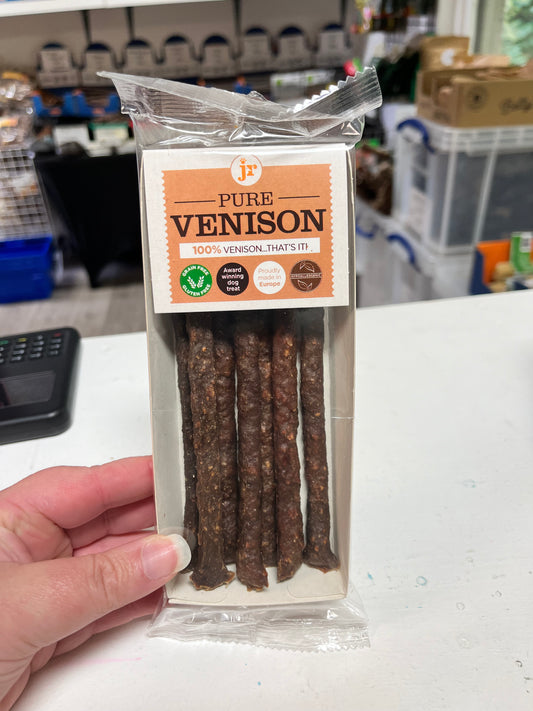 jr
PURE
VENISON
100% VENISON...THAT'S IT!
GRAIN FREE
GLUTEN FREE
Award
winning
dog
treat
Proudly
made in
Europe
HYPOALLERGENIC